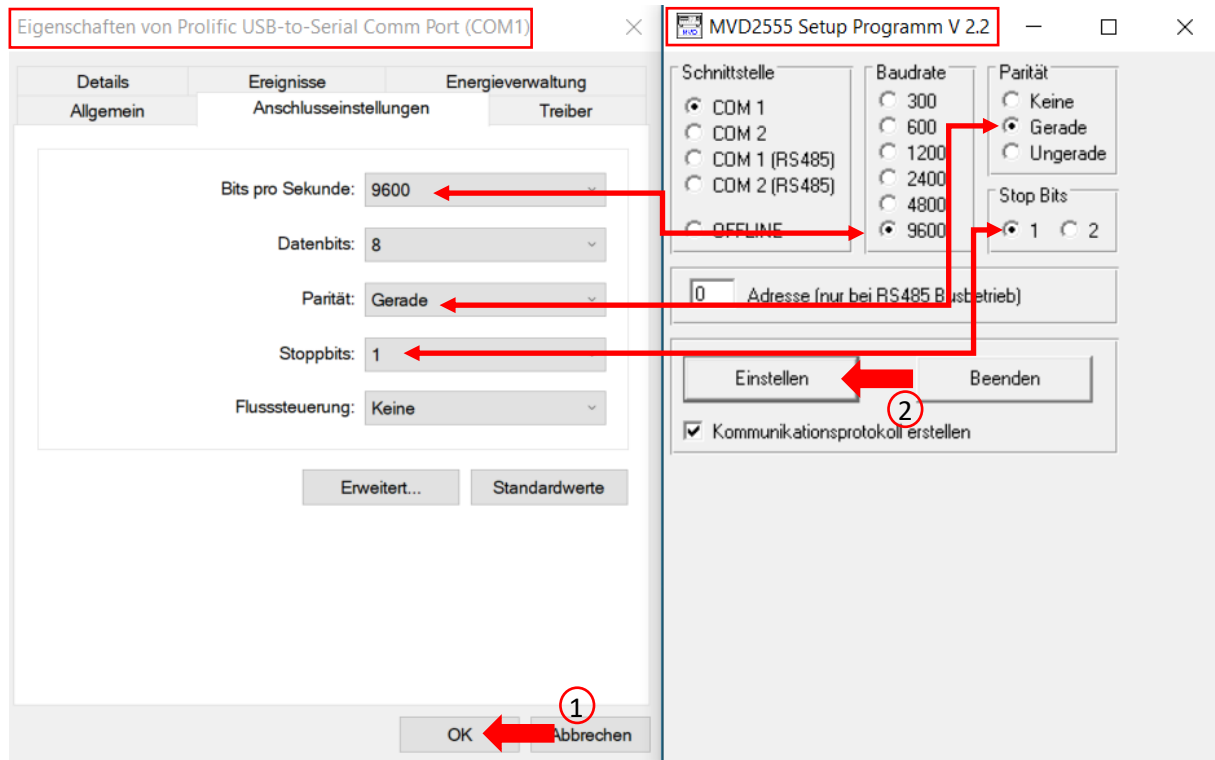 Eigenschaften von Prolific USB-to-Serial Comm Port (COM1)
Details Ereignisse Energieverwaltung
Allgemein Anschlusseinstellungen Treiber
Bits pro Sekunde: 9600
Datenbits: 8
Parität: Gerade
Stoppbits: 1
Flusssteuerung: Keine
Erweitert... Standardwerte
1
OK Abbrechen
MVD2555 Setup Programm V 2.2
Schnittstelle
COM 1
COM 2
COM 1 (RS485)
COM 2 (RS485)
OFFLINE
Baudrate
300
600
1200
2400
4800
9600
Parität
Keine
Gerade
Ungerade
Stop Bits
1 2
0 Adresse (nur bei RS485 Busbetrieb)
Einstellen Beenden
2
Kommunikationsprotokoll erstellen